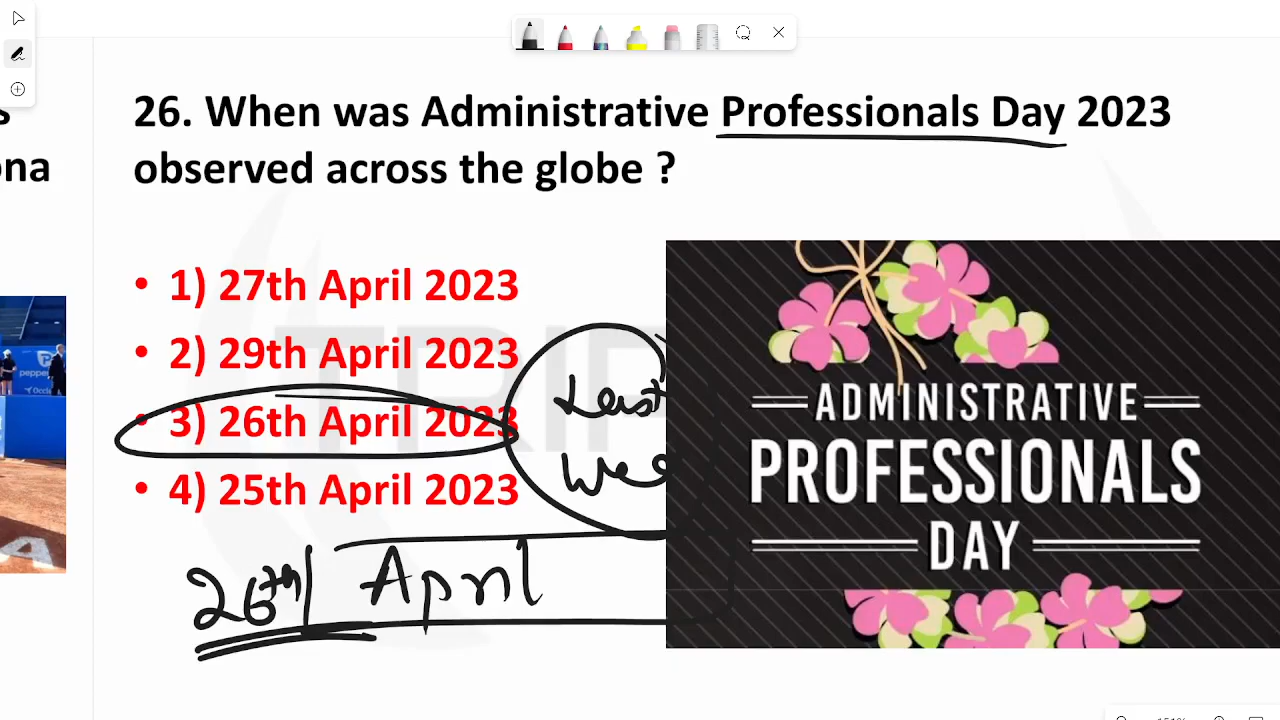 26. When was Administrative Professionals Day 2023
observed across the globe ?
• 1) 27th April 2023
• 2) 29th April 2023
• 3) 26th April 2023
• 4) 25th April 2023
Last
26th April
ADMINISTRATIVE
PROFESSIONALS
DAY